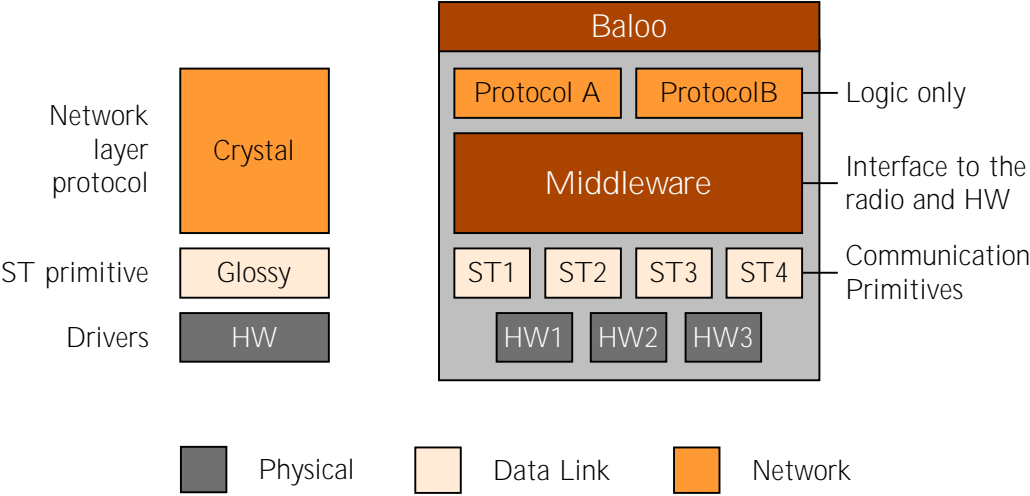 Network
layer
protocol
Crystal
ST primitive
Glossy
Drivers
HW
Baloo
Protocol A
ProtocolB
Logic only
Middleware
Interface to the
radio and HW
ST1
ST2
ST3
ST4
Communication
Primitives
HW1
HW2
HW3
Physical
Data Link
Network